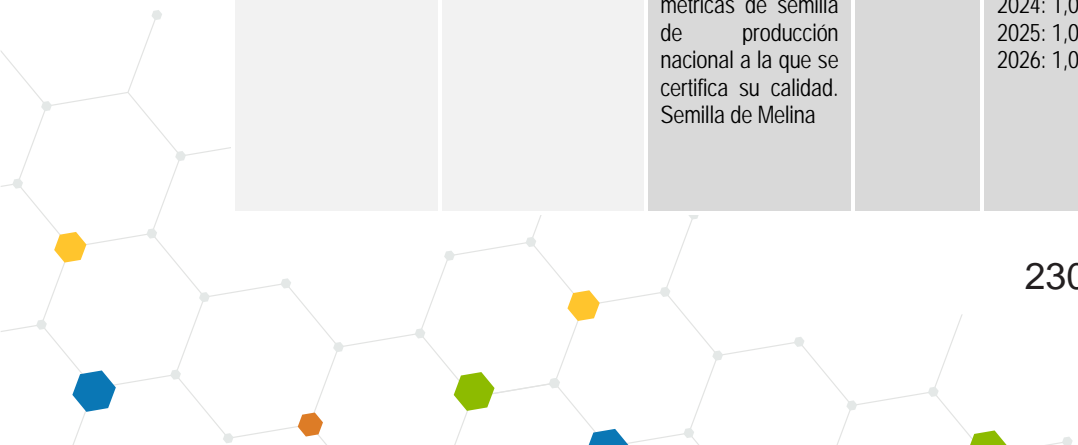 métricas de semilla
de producción
nacional a la que se
certifica su calidad.
Semilla de Melina
2024: 1,0
2025: 1,0
2026: 1,0
230